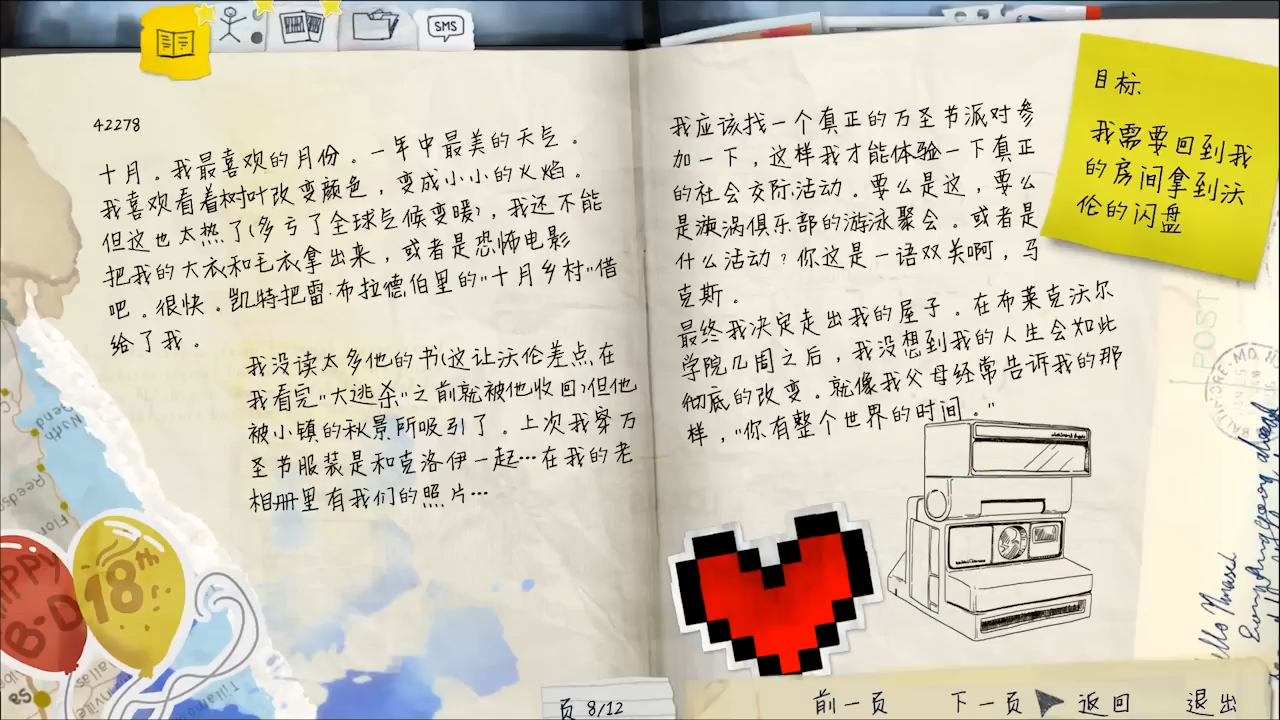 SMS
42278
十月。我最喜欢的月份。一年中最美的天气。
我喜欢看着树叶改变颜色，变成小小的火焰。
但这也太热了(多亏了全球气候变暖)，我还不能
把我的大衣和毛衣拿出来，或者是恐怖电影
吧。很快。凯特把雷·布拉德伯里的"十月乡村"借
给了我。
我没读太多他的书(这让沃伦差点在
我看完"大逃杀"之前就被他收回)但他
被小镇的秋景所吸引了。上次我穿万
圣节服装是和克洛伊一起…在我的老
相册里有我们的照片…
HAPPY
B-D
18th
页 8/12
我应该找一个真正的万圣节派对参
加一下，这样我才能体验一下真正
的社会交际活动。要么是这，要么
是漩涡俱乐部的游泳聚会。或者是
什么活动？你这是一语双关啊，马
克斯。
最终我决定走出我的屋子。在布莱克沃尔
学院几周之后，我没想到我的人生会如此
彻底的改变。就像我父母经常告诉我的那
样，"你有整个世界的时间。"
目标
我需要回到我
的房间拿到沃
伦的闪盘
POST
前一页 下一页 返回 退出